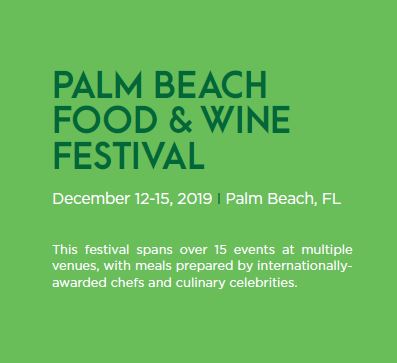 PALM BEACH
FOOD & WINE
FESTIVAL
December 12-15, 2019 | Palm Beach, FL
This festival spans over 15 events at multiple
venues, with meals prepared by internationally-
awarded chefs and culinary celebrities.